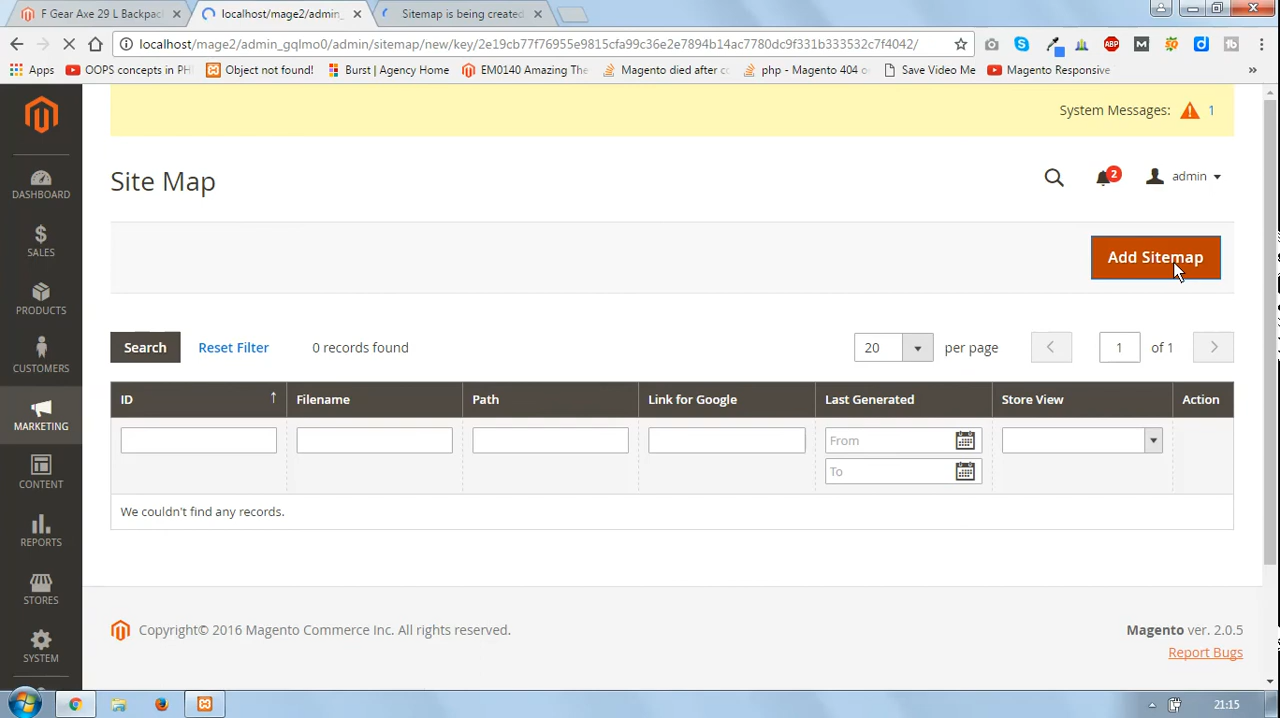 F Gear Axe 29 L Backpac
localhost/mage2/admin_
Sitemap is being created
localhost/mage2/admin_gqlmo0/admin/sitemap/new/key/2e19cb77f76955e9815cfa99c36e2e7894b14ac7780dc9f331b333532c7f4042/
Apps
OOPS concepts in PH
Object not found!
Burst | Agency Home
EM0140 Amazing The
Magento died after co
php - Magento 404 o
Save Video Me
Magento Responsive
System Messages: 1
Site Map
2
admin
Add Sitemap
Search
Reset Filter
0 records found
20
per page
1
of 1
ID
Filename
Path
Link for Google
Last Generated
Store View
Action
From
To
We couldn't find any records.
DASHBOARD
SALES
PRODUCTS
CUSTOMERS
MARKETING
CONTENT
REPORTS
STORES
SYSTEM
Copyright© 2016 Magento Commerce Inc. All rights reserved.
Magento ver. 2.0.5
Report Bugs
21:15